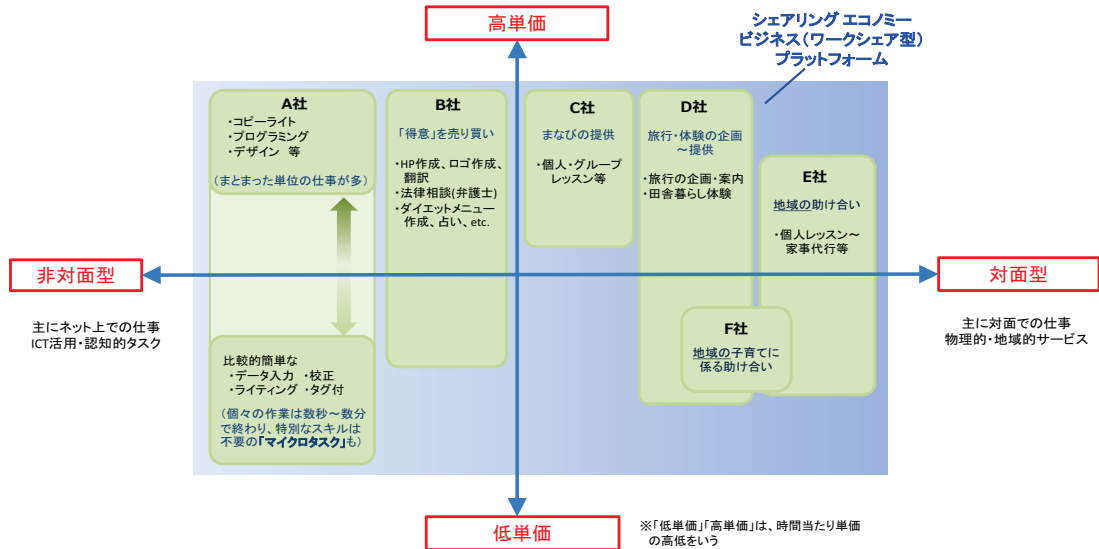 高単価
シェアリング エコノミー
ビジネス（ワークシェア型）
プラットフォーム
A社
・コピーライト
・プログラミング
・デザイン 等
（まとまった単位の仕事が多）
B社
「得意」を売り買い
・HP作成、ロゴ作成、
翻訳
・法律相談(弁護士)
・ダイエットメニュー
作成、占い、etc.
C社
まなびの提供
・個人・グループ
レッスン等
D社
旅行・体験の企画
～提供
・旅行の企画・案内
・田舎暮らし体験
E社
地域の助け合い
・個人レッスン～
家事代行等
非対面型
対面型
主にネット上での仕事
ICT活用・認知的タスク
主に対面での仕事
物理的・地域的サービス
F社
地域の子育てに
係る助け合い
比較的簡単な
・データ入力 ・校正
・ライティング ・タグ付
（個々の作業は数秒～数分
で終わり、特別なスキルは
不要の「マイクロタスク」も）
低単価
※「低単価」「高単価」は、時間当たり単価
の高低をいう